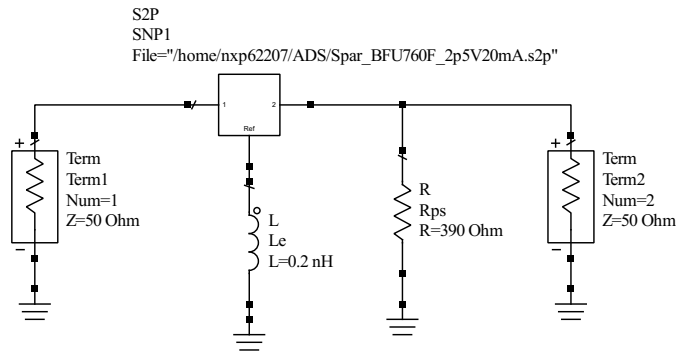 S2P
SNP1
File="/home/nxp62207/ADS/Spar_BFU760F_2p5V20mA.s2p"
1
2
Ref
+
Term
Term1
Num=1
Z=50 Ohm
−
L
Le
L=0.2 nH
R
Rps
R=390 Ohm
+
Term
Term2
Num=2
Z=50 Ohm
−